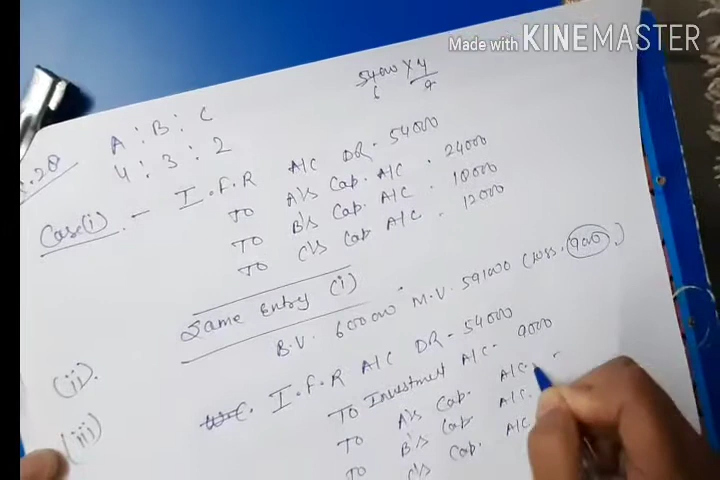 Made with KINEMASTER
54000 × 4
9
6
A : B : C
4 : 3 : 2
Case(i) - I.F.R A/C DR - 54000
To A's Cap. A/C - 24000
To B's Cap. A/C - 18000
To C's Cap A/C - 12000
(ii). Same Entry (i)
(iii) B.V. 600000 M.V. 591000 (Loss, 9000)
I.F.R A/C DR - 54000
To Investment A/C - 9000
To A's Cap. A/C. -
To B's Cap. A/C.
To C's Cap. A/C